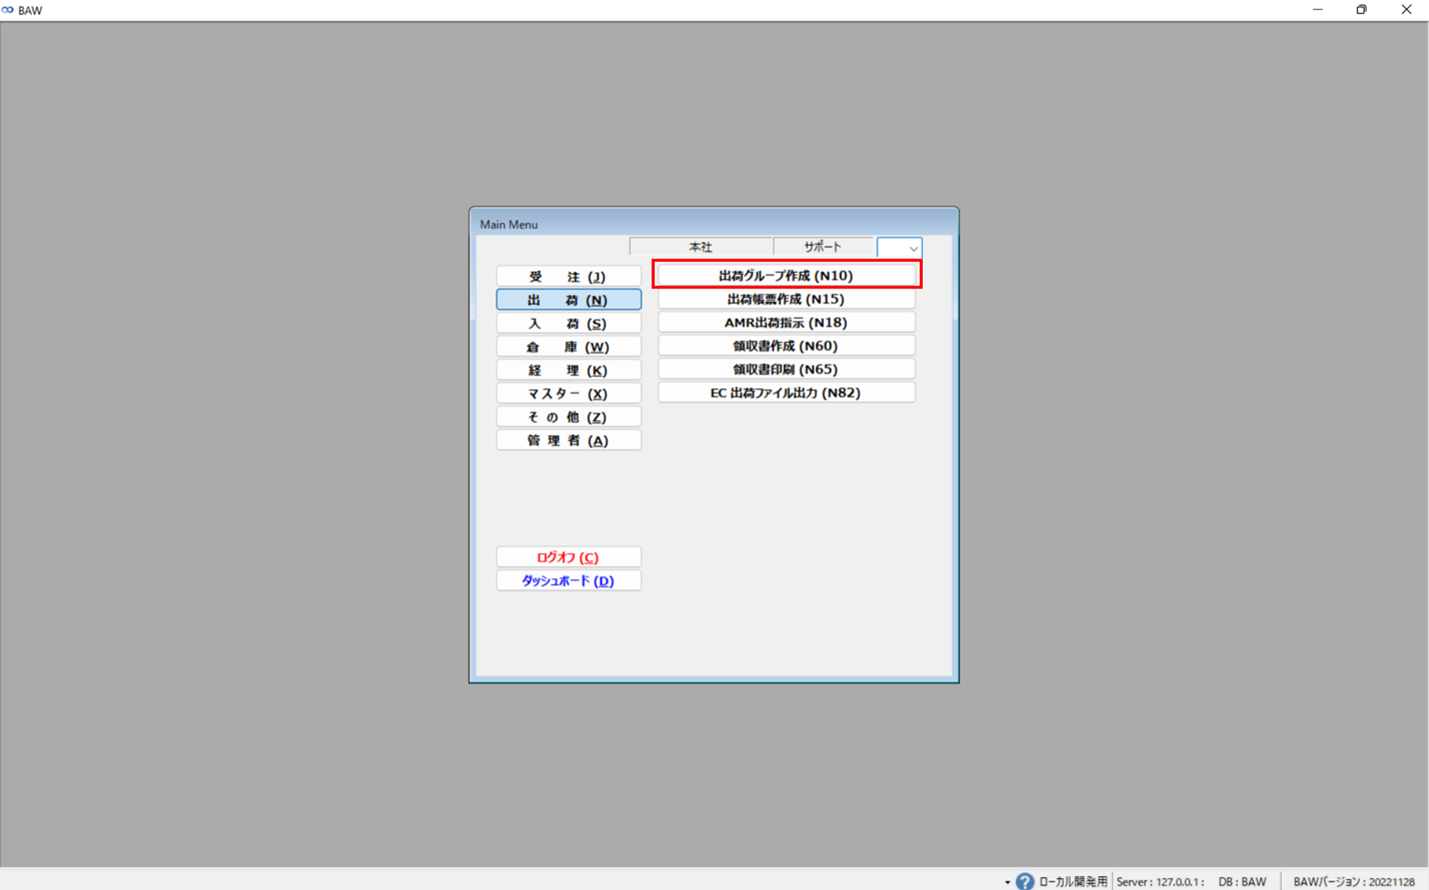 BAW
Main Menu
本社 サポート
受 注 (J)
出 荷 (N)
入 荷 (S)
倉 庫 (W)
経 理 (K)
マスター (X)
そ の 他 (Z)
管 理 者 (A)
出荷グループ作成 (N10)
出荷帳票作成 (N15)
AMR出荷指示 (N18)
領収書作成 (N60)
領収書印刷 (N65)
EC 出荷ファイル出力 (N82)
ログオフ (C)
ダッシュボード (D)
ローカル開発用 Server : 127.0.0.1 : DB : BAW BAWバージョン : 20221128